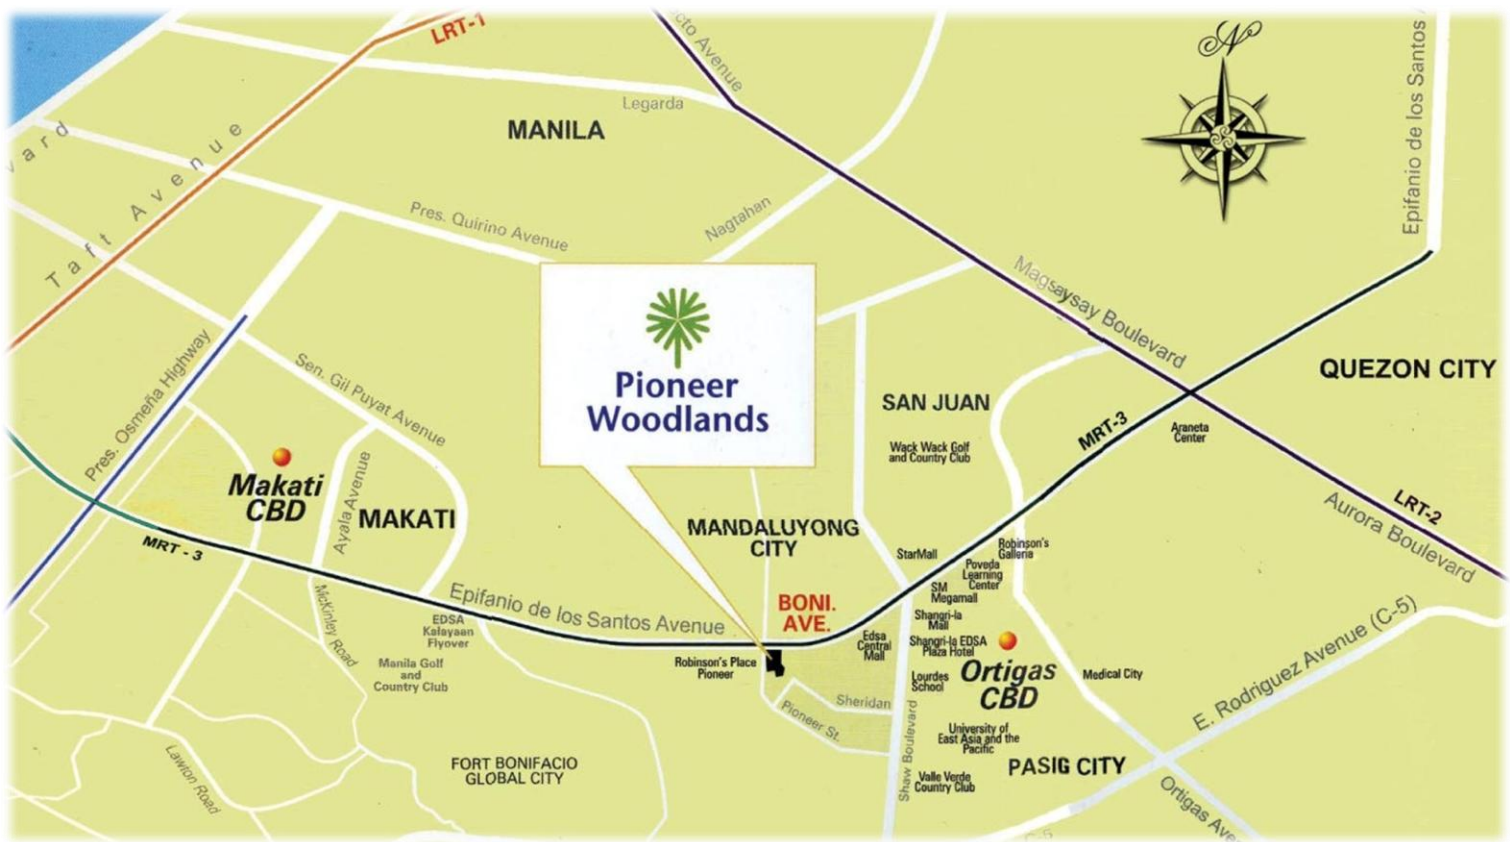 LRT-1
cto Avenue
Epifanio de los Santos
N
Legarda
MANILA
vard
Taft Avenue
Pres. Quirino Avenue
Nagtahan
Magsaysay Boulevard
Pioneer
Woodlands
Pres. Osmeña Highway
Sen. Gil Puyat Avenue
QUEZON CITY
SAN JUAN
MRT-3
Araneta
Center
Wack Wack Golf
and Country Club
Makati
CBD
Ayala Avenue
MAKATI
MANDALUYONG
CITY
LRT-2
Aurora Boulevard
MRT - 3
StarMall
Robinson's
Galleria
Poveda
Learning
Center
SM
Megamall
McKinley Road
Epifanio de los Santos Avenue
BONI.
AVE.
EDSA
Kalayaan
Flyover
Shangri-la
Mall
Edsa
Central
Mall
Shangri-la EDSA
Plaza Hotel
E. Rodriguez Avenue (C-5)
Manila Golf
and
Country Club
Robinson's Place
Pioneer
Lourdes
School
Ortigas
CBD
Medical City
Sheridan
Pioneer St.
Shaw Boulevard
University of
East Asia and the
Pacific
Lawton Road
FORT BONIFACIO
GLOBAL CITY
PASIG CITY
Valle Verde
Country Club
Ortigas Ave
C-5